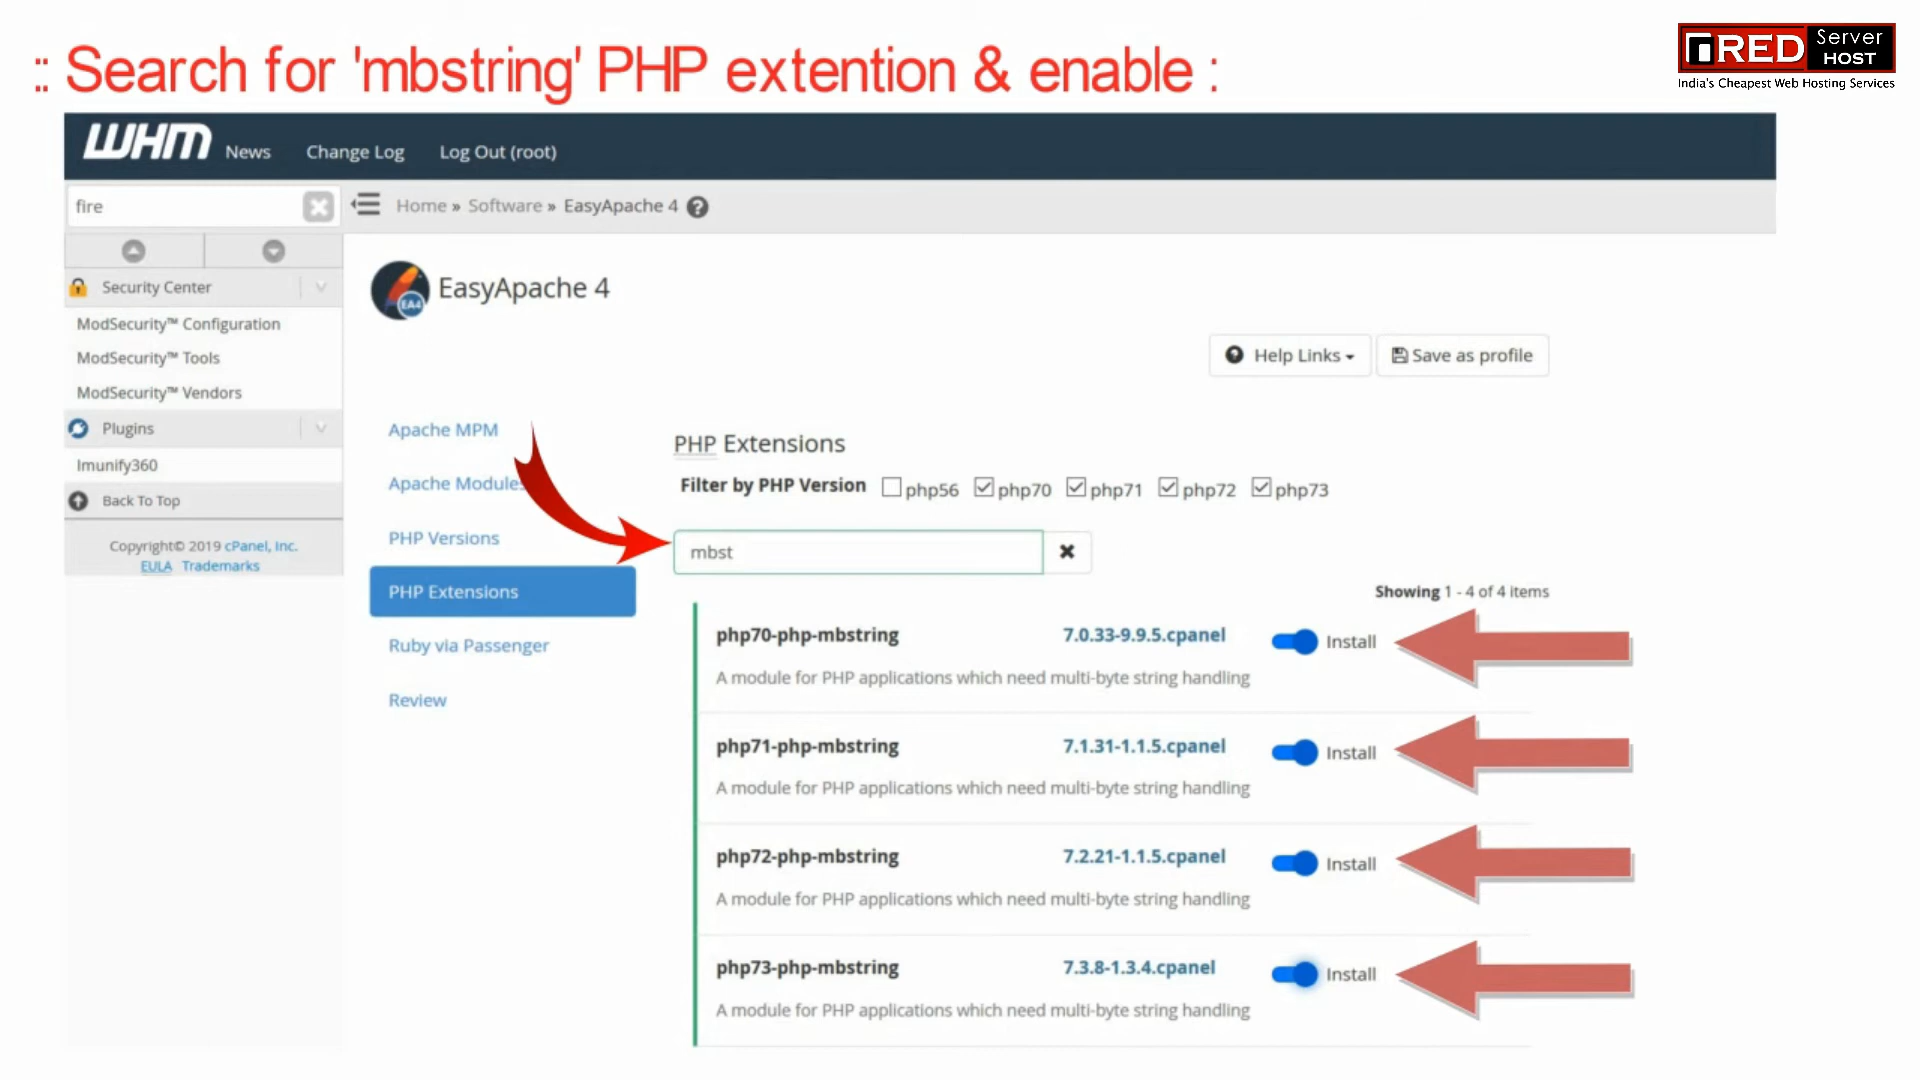 :: Search for 'mbstring' PHP extention & enable :
RED Server HOST
India's Cheapest Web Hosting Services
WHM News Change Log Log Out (root)
fire
Home » Software » EasyApache 4
Security Center
ModSecurity™ Configuration
ModSecurity™ Tools
ModSecurity™ Vendors
Plugins
Imunify360
Back To Top
Copyright© 2019 cPanel, Inc.
EULA Trademarks
EA4
EasyApache 4
Help Links
Save as profile
Apache MPM
Apache Modules
PHP Versions
PHP Extensions
Ruby via Passenger
Review
PHP Extensions
Filter by PHP Version php56 php70 php71 php72 php73
mbst
Showing 1 - 4 of 4 items
php70-php-mbstring 7.0.33-9.9.5.cpanel Install
A module for PHP applications which need multi-byte string handling
php71-php-mbstring 7.1.31-1.1.5.cpanel Install
A module for PHP applications which need multi-byte string handling
php72-php-mbstring 7.2.21-1.1.5.cpanel Install
A module for PHP applications which need multi-byte string handling
php73-php-mbstring 7.3.8-1.3.4.cpanel Install
A module for PHP applications which need multi-byte string handling